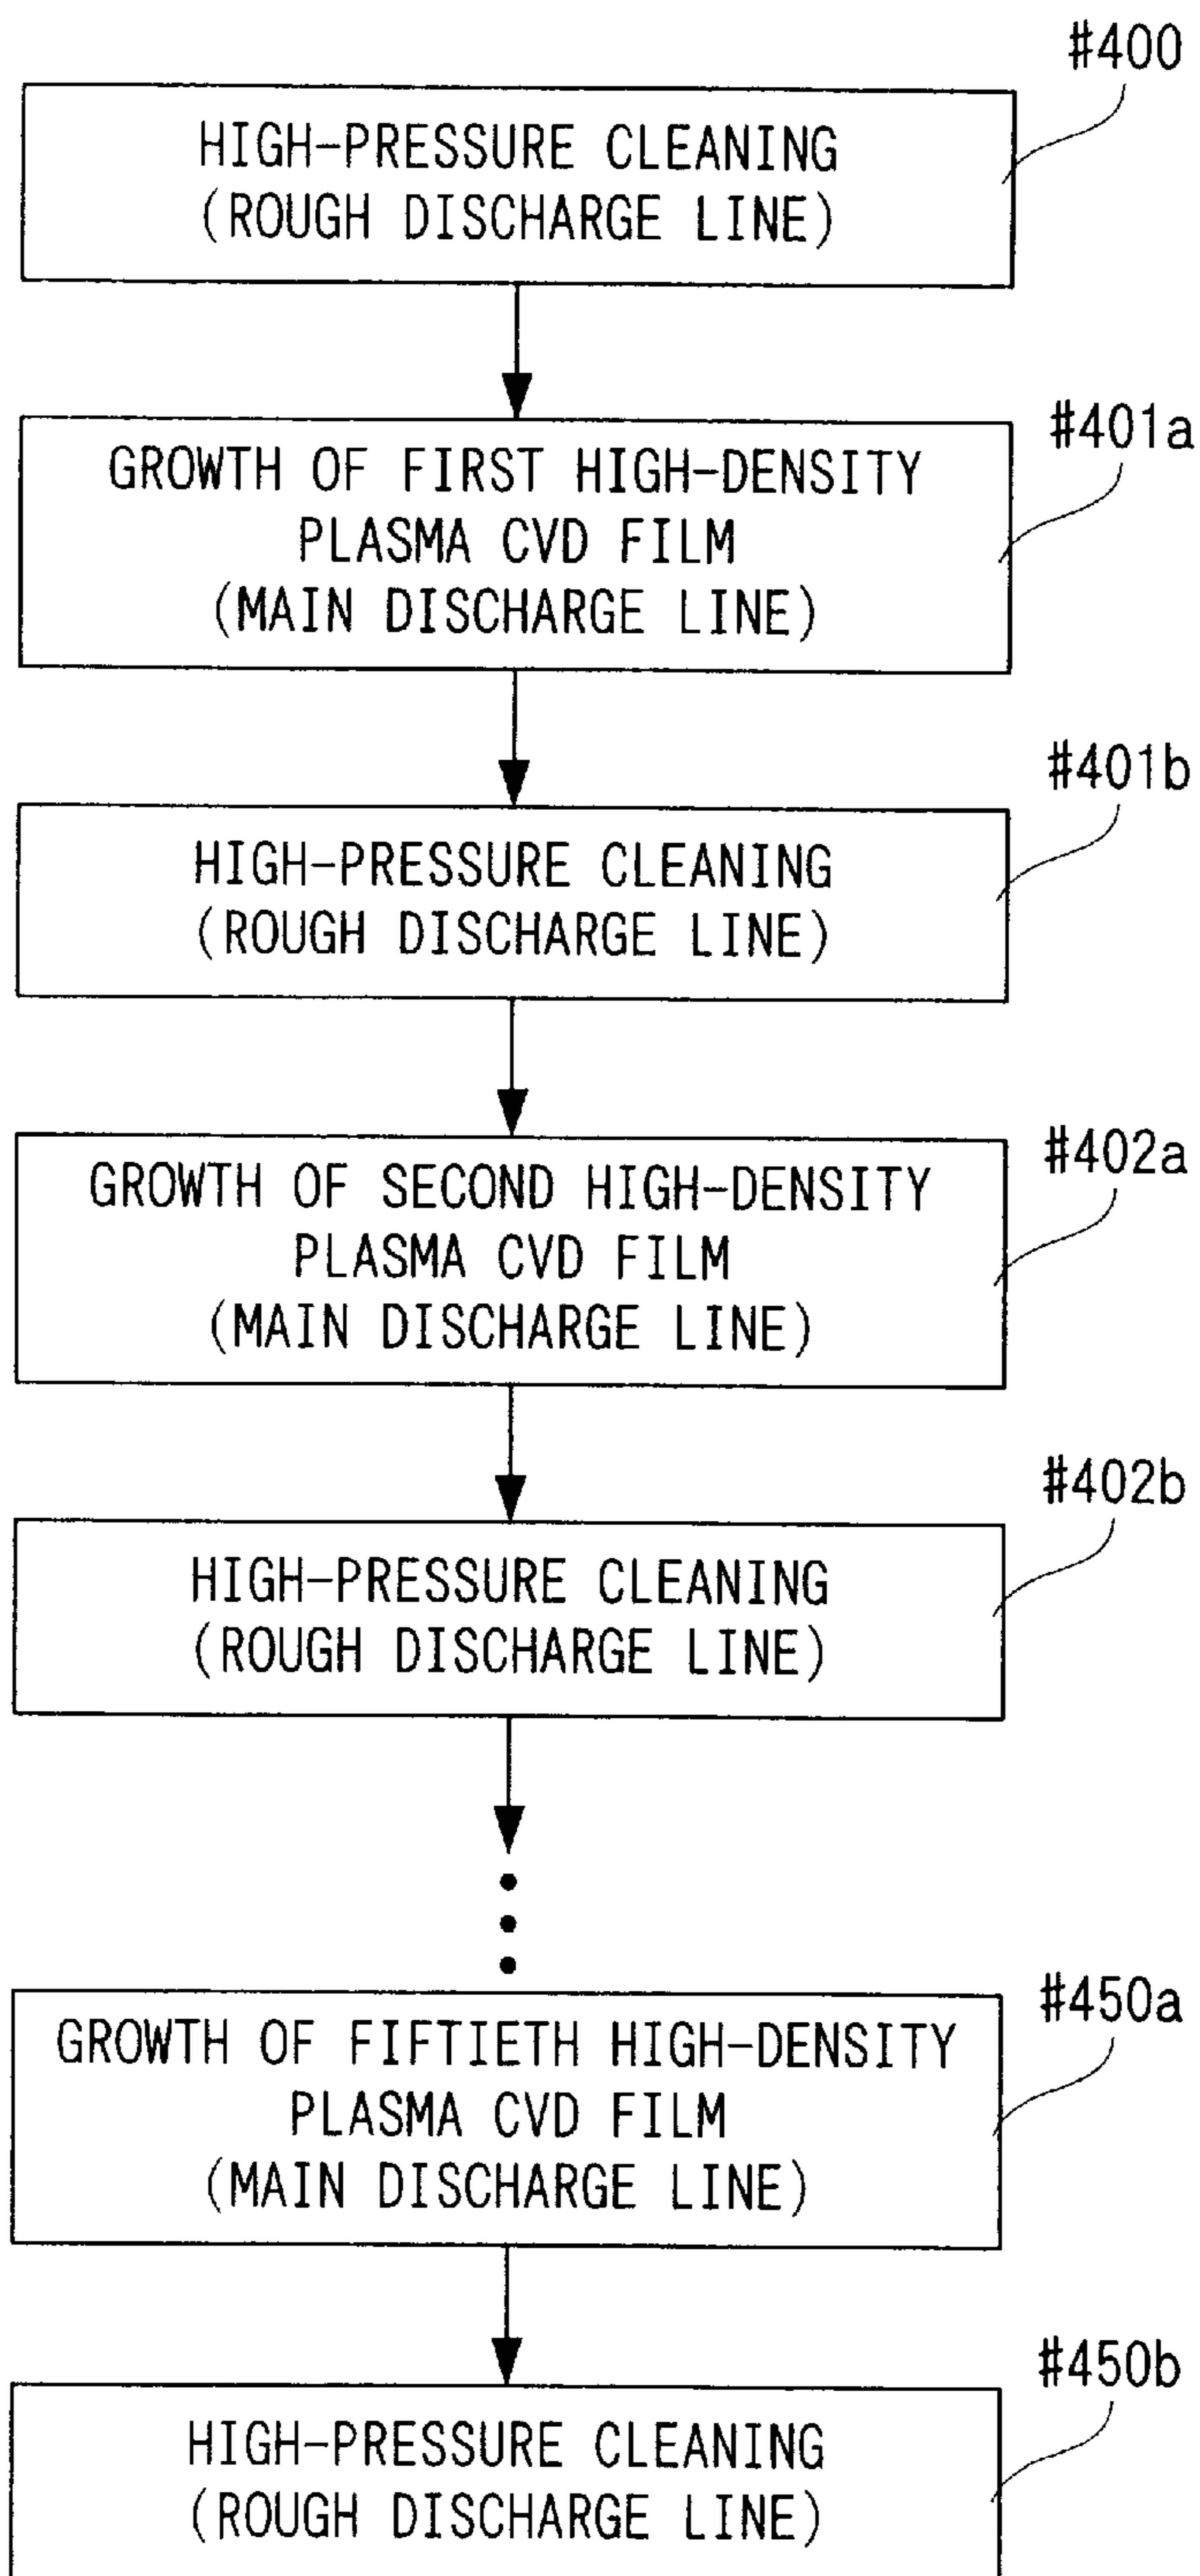 #400
HIGH-PRESSURE CLEANING
(ROUGH DISCHARGE LINE)
#401a
GROWTH OF FIRST HIGH-DENSITY
PLASMA CVD FILM
(MAIN DISCHARGE LINE)
#401b
HIGH-PRESSURE CLEANING
(ROUGH DISCHARGE LINE)
#402a
GROWTH OF SECOND HIGH-DENSITY
PLASMA CVD FILM
(MAIN DISCHARGE LINE)
#402b
HIGH-PRESSURE CLEANING
(ROUGH DISCHARGE LINE)
#450a
GROWTH OF FIFTIETH HIGH-DENSITY
PLASMA CVD FILM
(MAIN DISCHARGE LINE)
#450b
HIGH-PRESSURE CLEANING
(ROUGH DISCHARGE LINE)